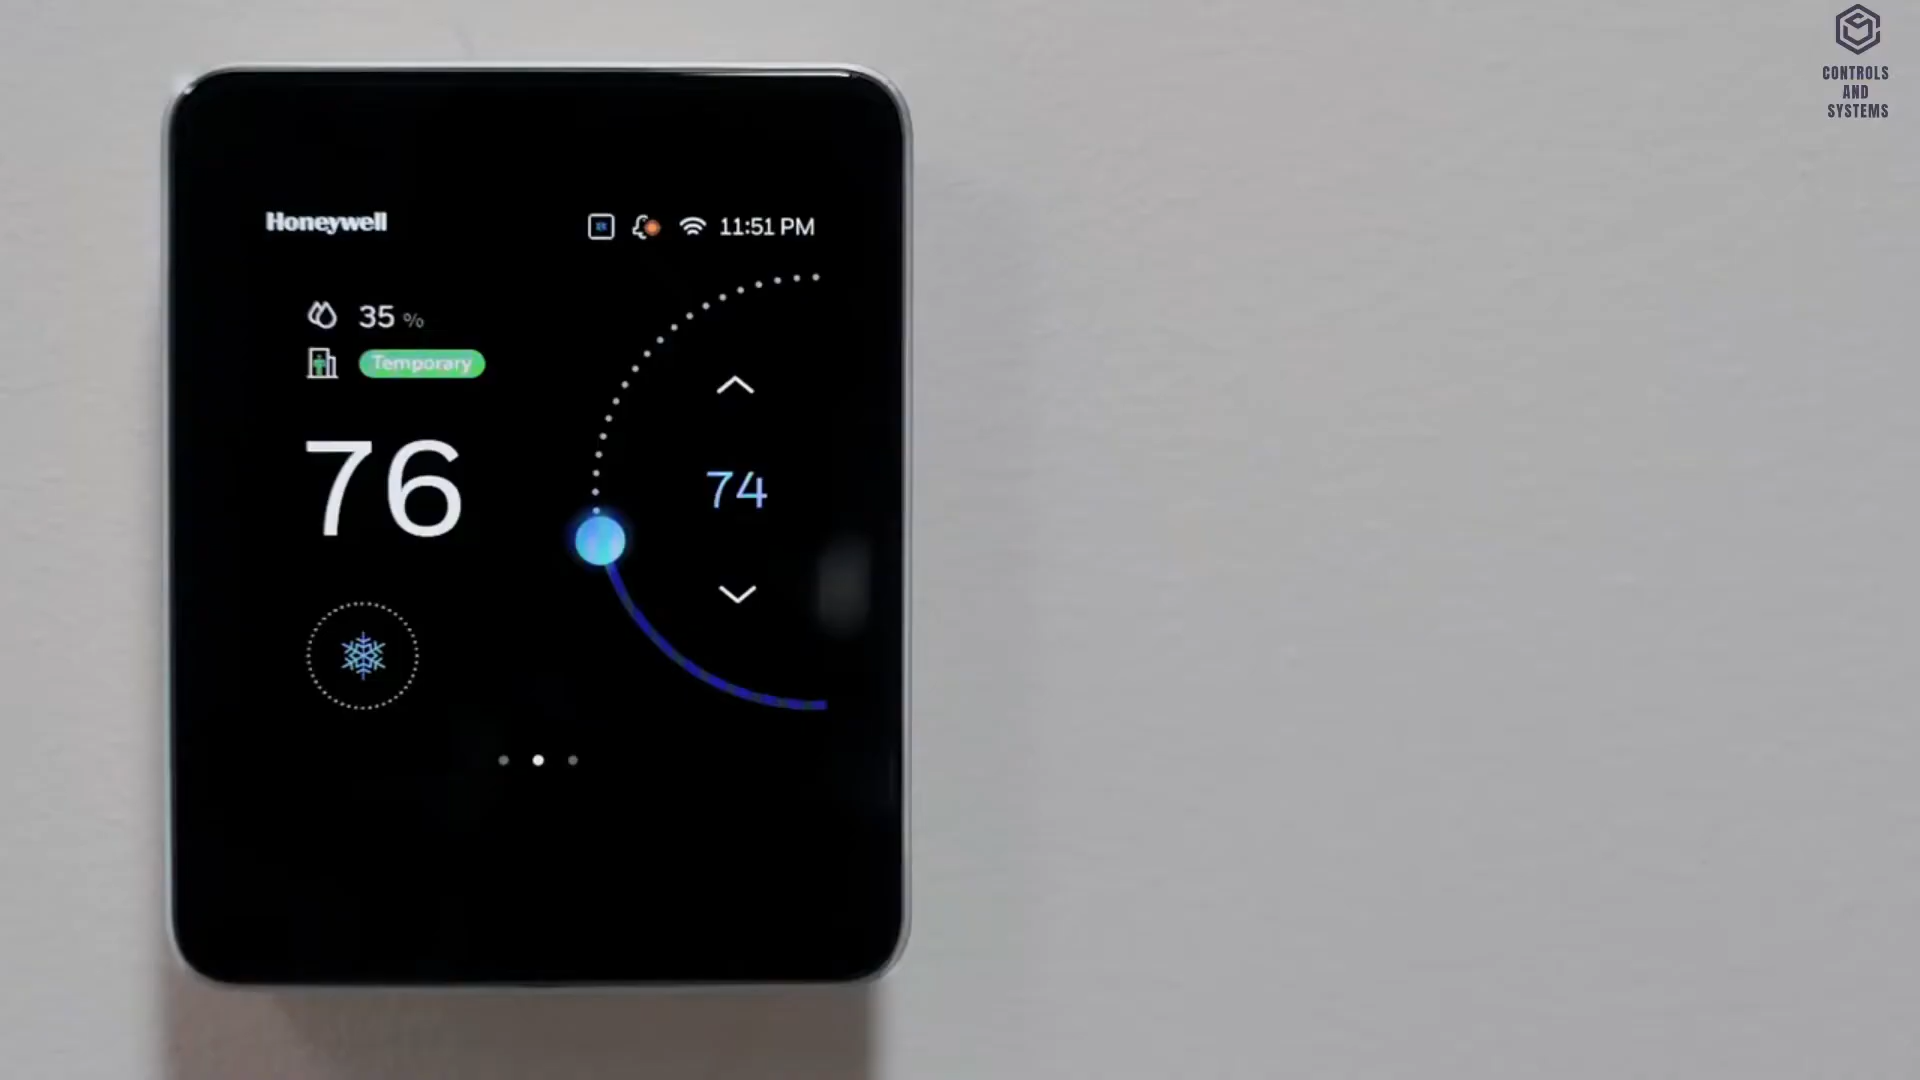 CONTROLS
AND
SYSTEMS
Honeywell
11:51 PM
35 %
Temporary
76
74